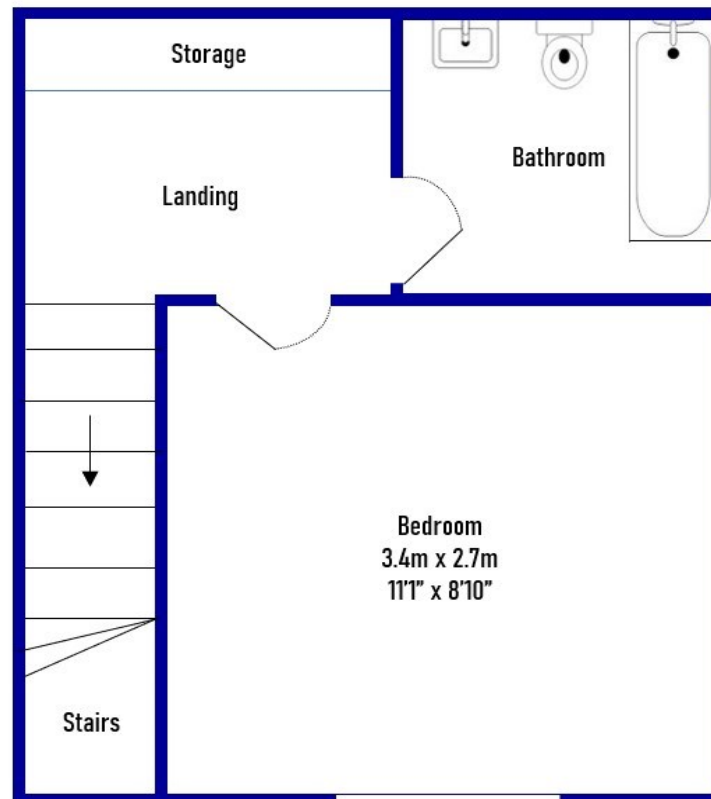 Storage
Bathroom
Landing
Bedroom
3.4m x 2.7m
11'1" x 8'10"
Stairs